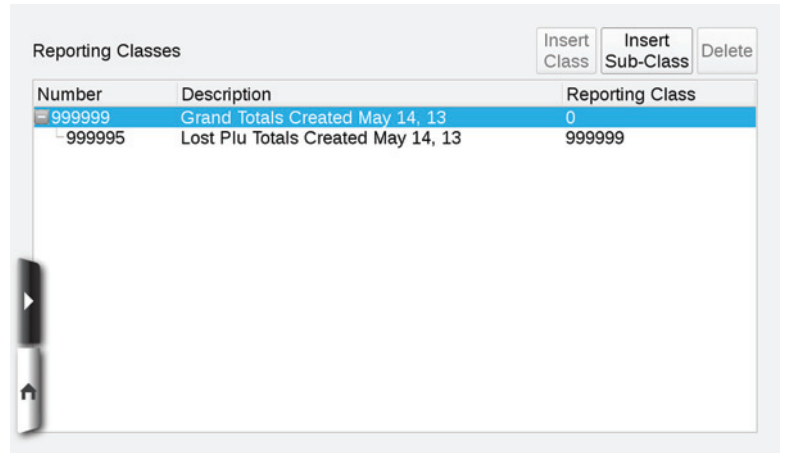 Reporting Classes
Insert Class
Insert Sub-Class
Delete
Number Description Reporting Class
999999 Grand Totals Created May 14, 13 0
999995 Lost Plu Totals Created May 14, 13 999999